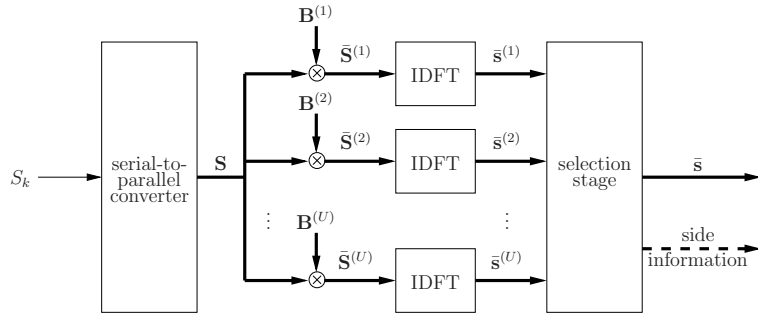 B^(1)
S̄^(1)
IDFT
s̄^(1)
B^(2)
S̄^(2)
IDFT
s̄^(2)
S_k
serial-to-
parallel
converter
S
selection
stage
s̄
⋮
⋮
B^(U)
S̄^(U)
IDFT
s̄^(U)
side
information